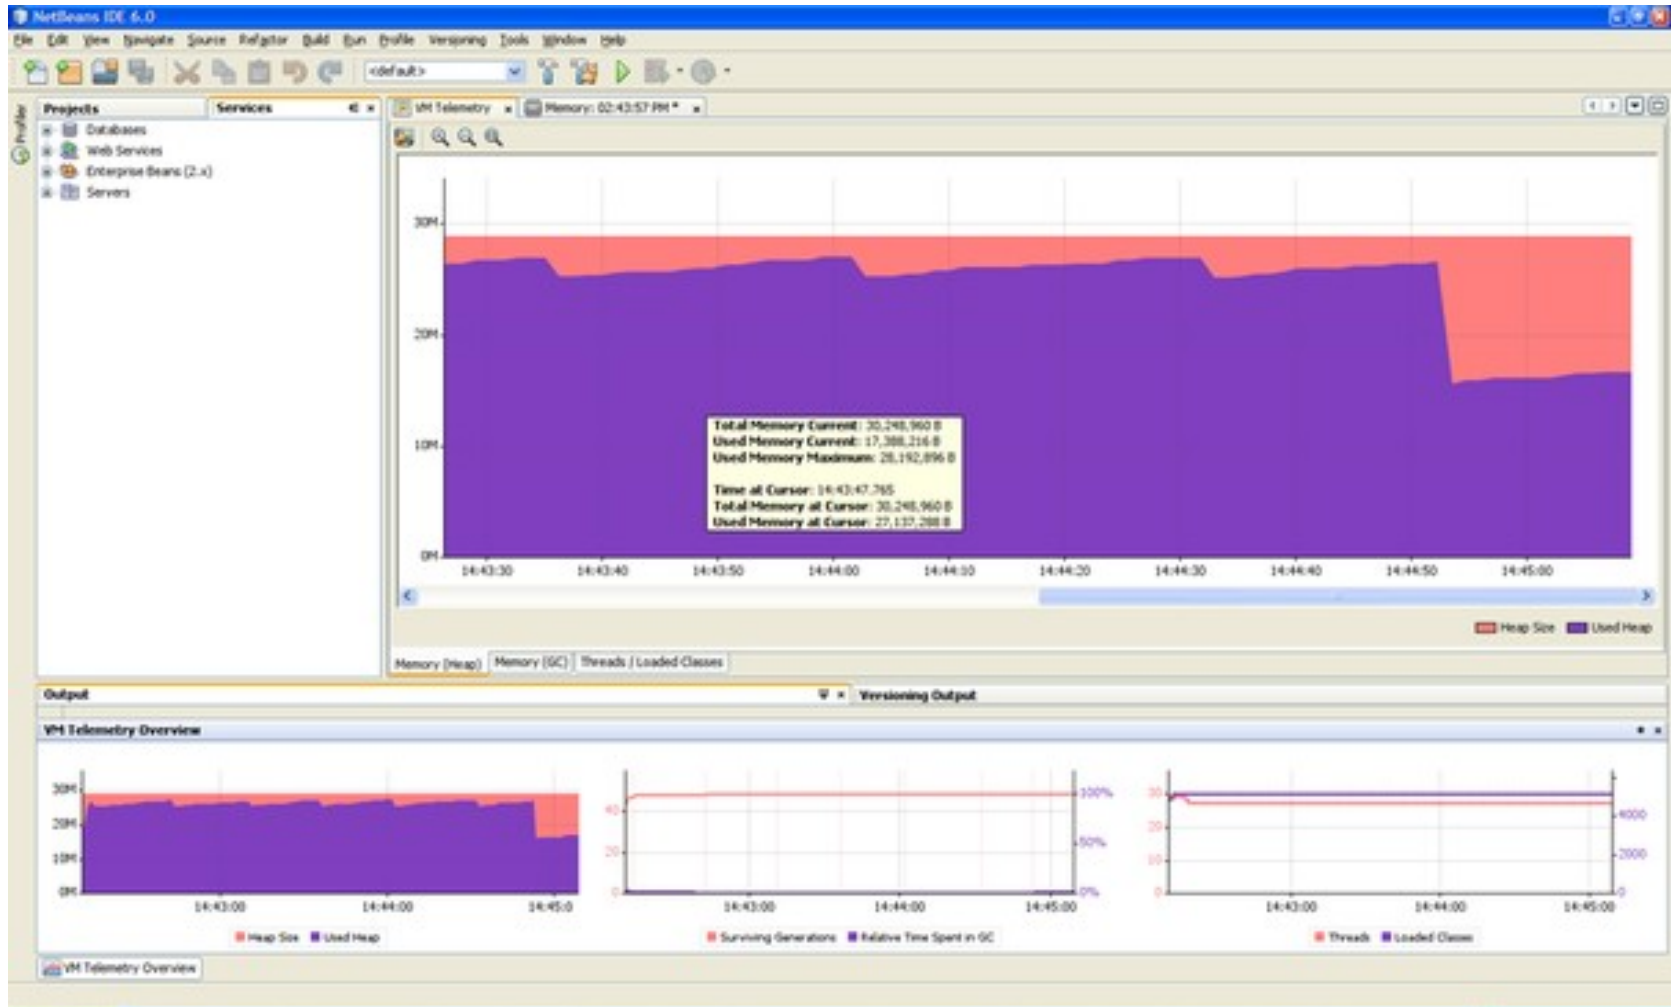 NetBeans IDE 6.0
File Edit View Navigate Source Refactor Build Run Profile Versioning Tools Window Help
<default>
Profiler
Projects
Services
Databases
Web Services
Enterprise Beans (2.x)
Servers
VM Telemetry
Memory: 02:43:57 PM *
30M
20M
10M
0M
Total Memory Current: 30,248,960 B
Used Memory Current: 17,388,216 B
Used Memory Maximum: 28,192,896 B
Time at Cursor: 14:43:47.765
Total Memory at Cursor: 30,248,960 B
Used Memory at Cursor: 27,137,288 B
14:43:30 14:43:40 14:43:50 14:44:00 14:44:10 14:44:20 14:44:30 14:44:40 14:44:50 14:45:00
Heap Size Used Heap
Memory (Heap) Memory (GC) Threads / Loaded Classes
Output
Versioning Output
VM Telemetry Overview
30M
20M
10M
0M
14:43:00 14:44:00 14:45:0
Heap Size Used Heap
40
20
0
100%
50%
0%
14:43:00 14:44:00 14:45:00
Surviving Generations Relative Time Spent in GC
30
20
10
0
4000
2000
0
14:43:00 14:44:00 14:45:00
Threads Loaded Classes
VM Telemetry Overview